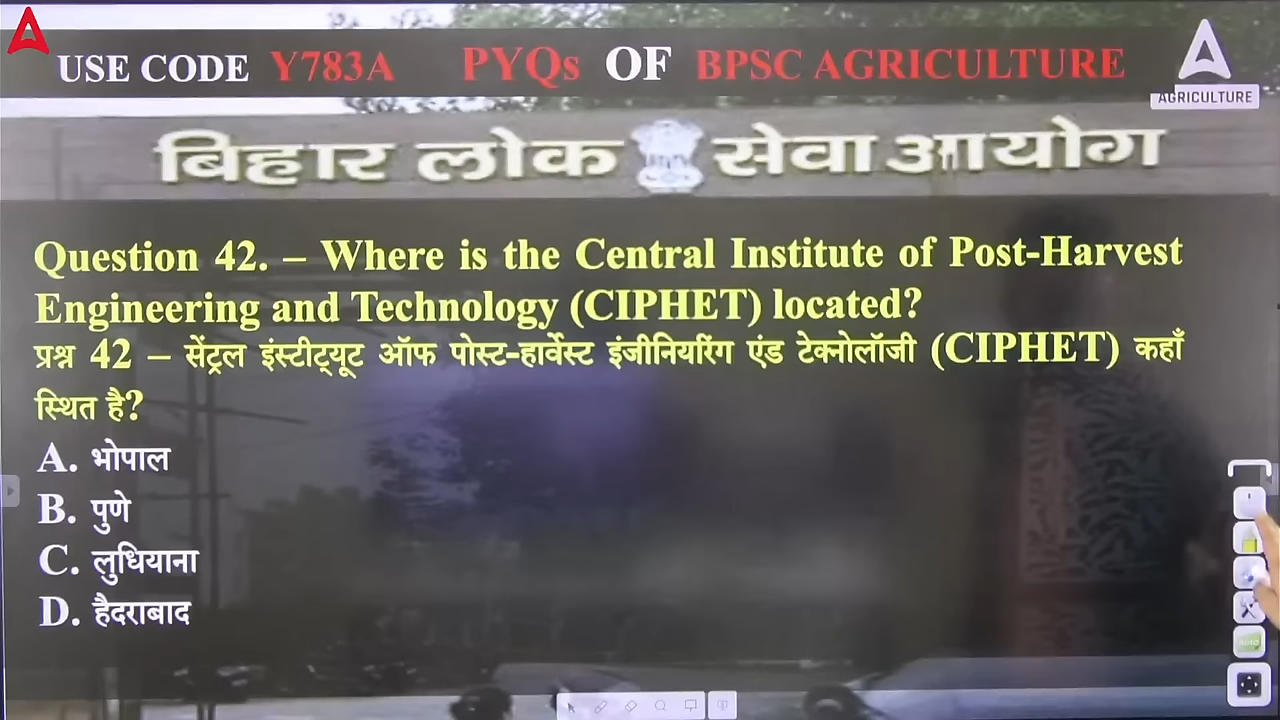 USE CODE Y783A PYQs OF BPSC AGRICULTURE
AGRICULTURE
बिहार लोक सेवा आयोग
Question 42. – Where is the Central Institute of Post-Harvest
Engineering and Technology (CIPHET) located?
प्रश्न 42 – सेंट्रल इंस्टीट्यूट ऑफ पोस्ट-हार्वेस्ट इंजीनियरिंग एंड टेक्नोलॉजी (CIPHET) कहाँ
स्थित है?
A. भोपाल
B. पुणे
C. लुधियाना
D. हैदराबाद